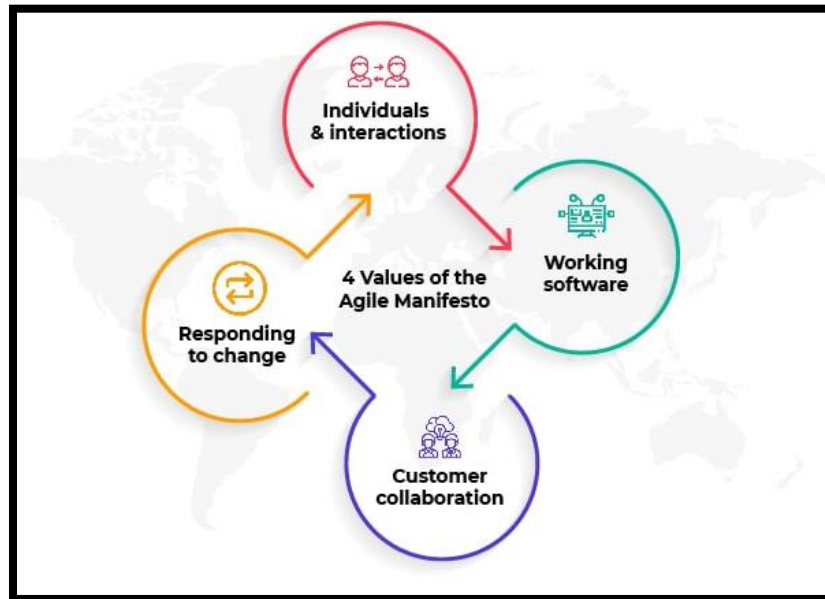 Individuals
& interactions
Working
software
4 Values of the
Agile Manifesto
Responding
to change
Customer
collaboration